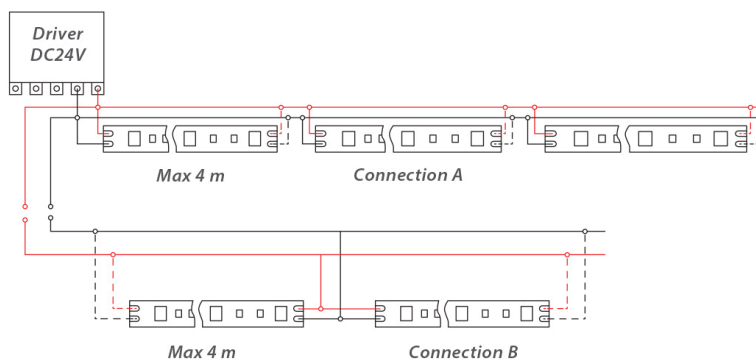 Driver
DC24V
Max 4 m
Connection A
Max 4 m
Connection B